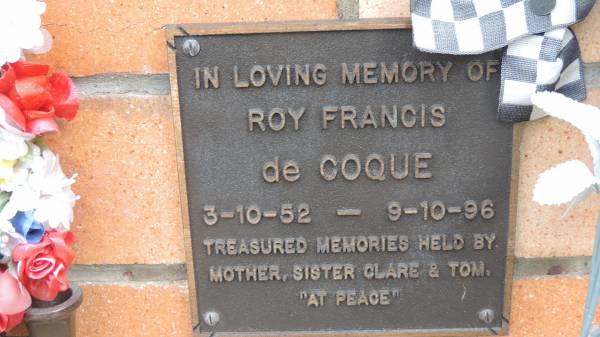 IN LOVING MEMORY OF
ROY FRANCIS
de COQUE
3-10-52 — 9-10-96
TREASURED MEMORIES HELD BY
MOTHER, SISTER CLARE & TOM.
"AT PEACE"